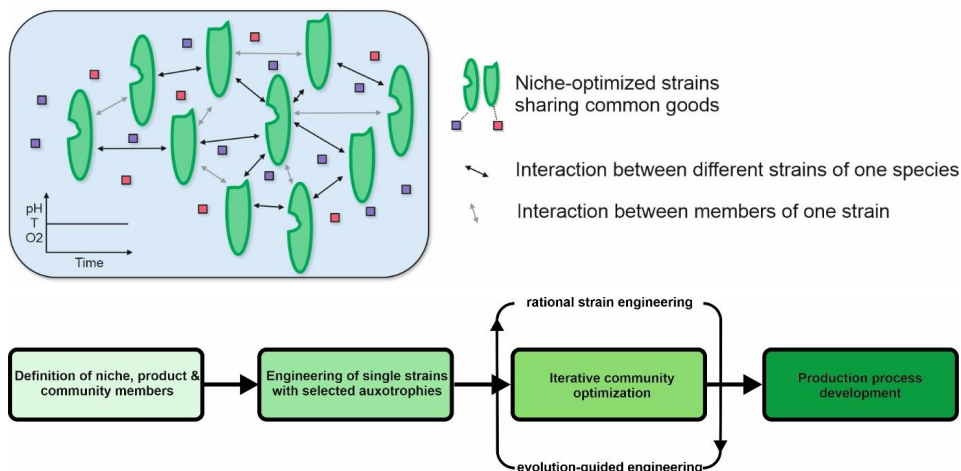 Niche-optimized strains
sharing common goods
Interaction between different strains of one species
Interaction between members of one strain
pH
T
O2
Time
rational strain engineering
Definition of niche, product &
community members
Engineering of single strains
with selected auxotrophies
Iterative community
optimization
Production process
development
evolution-guided engineering